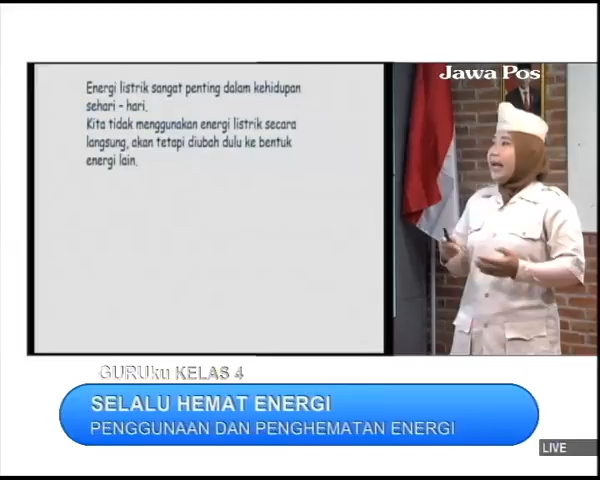 Jawa Pos
Energi listrik sangat penting dalam kehidupan
sehari - hari.
Kita tidak menggunakan energi listrik secara
langsung, akan tetapi diubah dulu ke bentuk
energi lain.
GURUku KELAS 4
SELALU HEMAT ENERGI
PENGGUNAAN DAN PENGHEMATAN ENERGI
LIVE